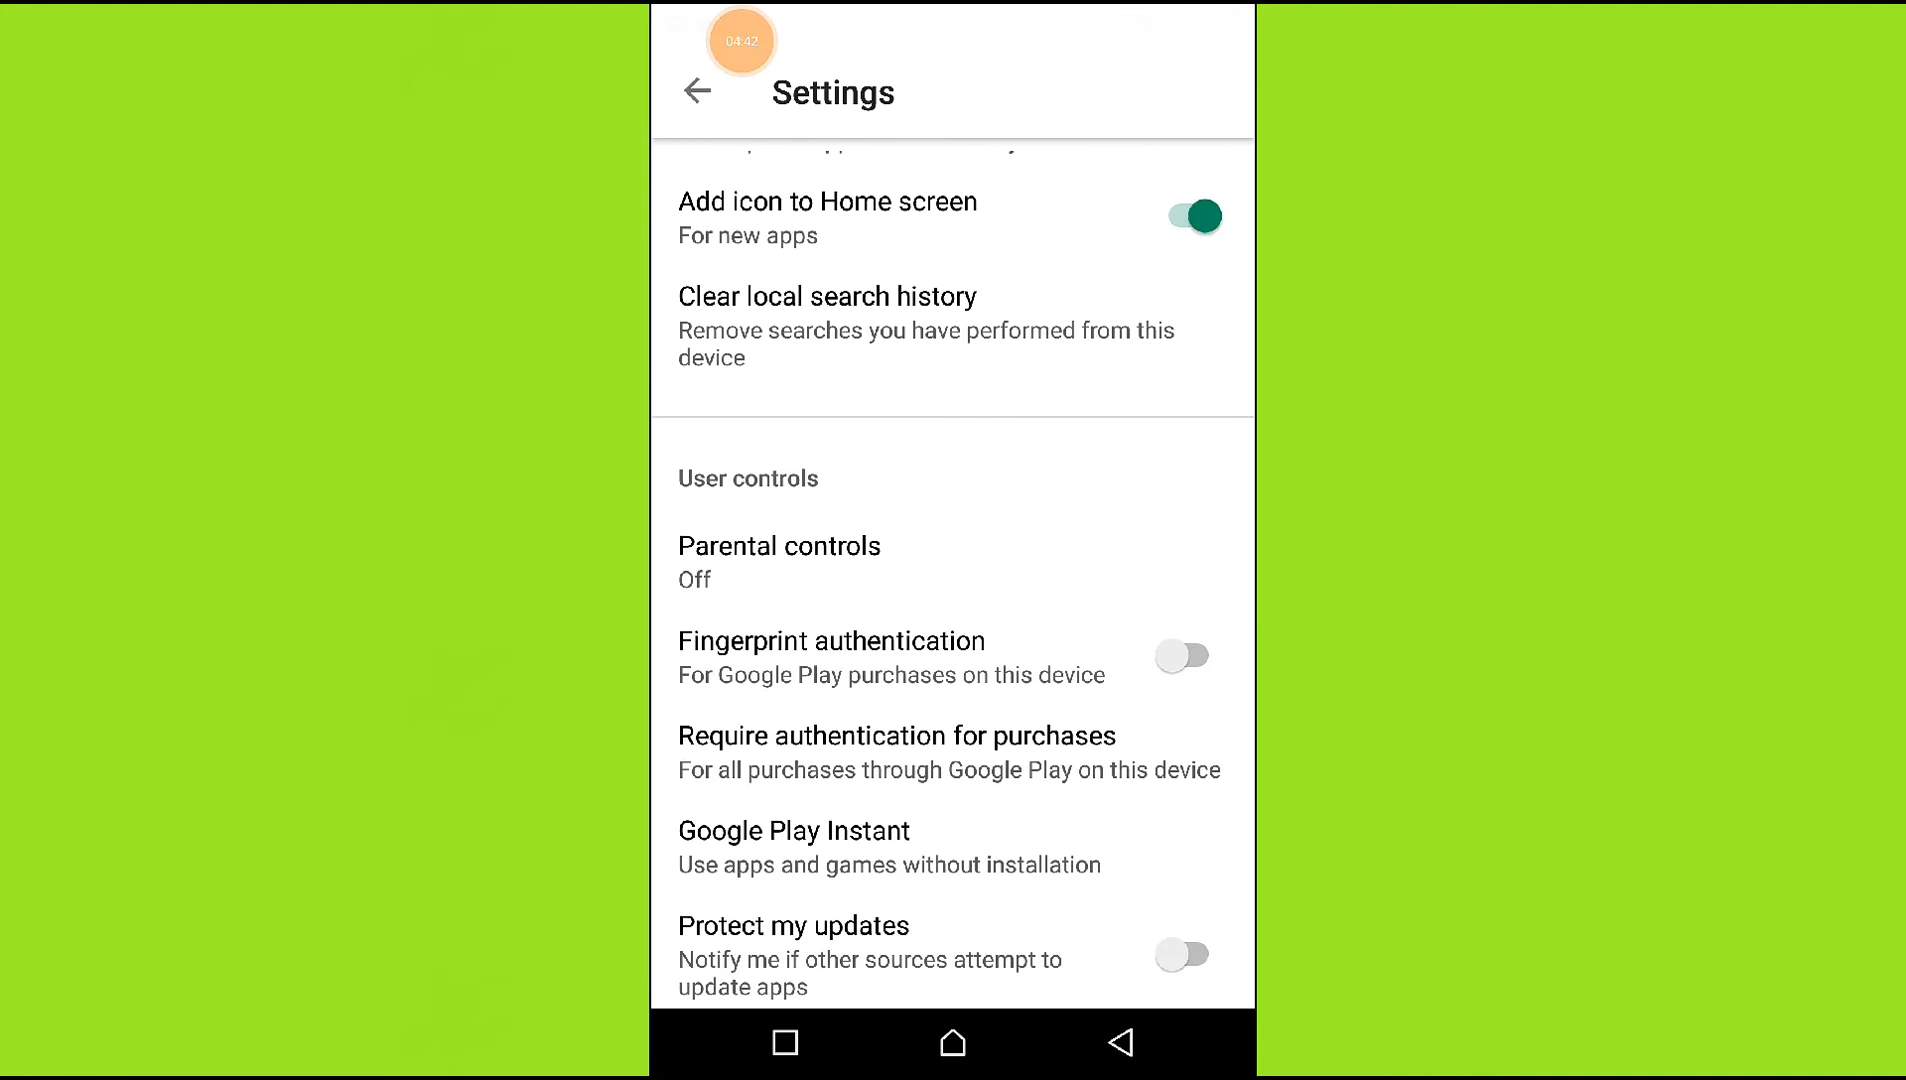 04:42
Settings
Add icon to Home screen
For new apps
Clear local search history
Remove searches you have performed from this
device
User controls
Parental controls
Off
Fingerprint authentication
For Google Play purchases on this device
Require authentication for purchases
For all purchases through Google Play on this device
Google Play Instant
Use apps and games without installation
Protect my updates
Notify me if other sources attempt to
update apps